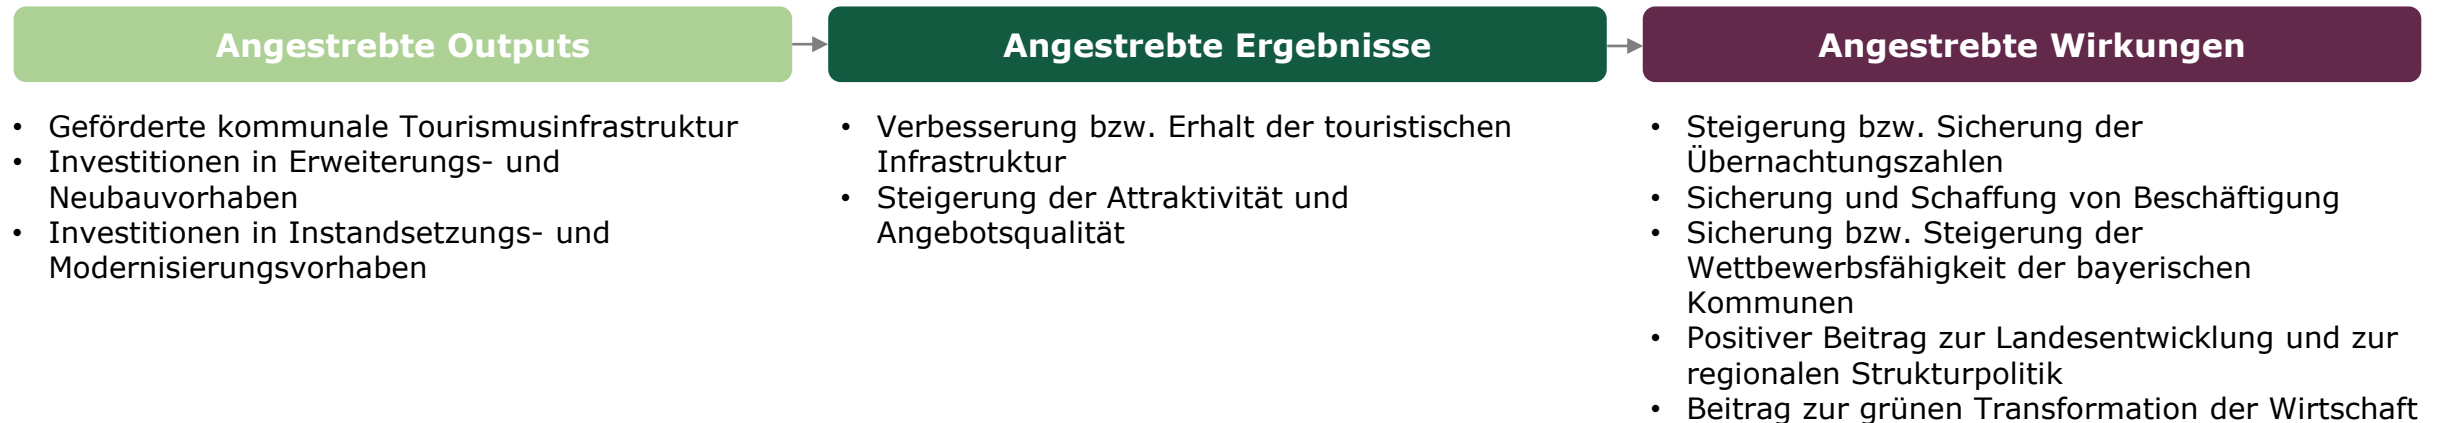 Angestrebte Outputs
• Geförderte kommunale Tourismusinfrastruktur
• Investitionen in Erweiterungs- und
Neubauvorhaben
• Investitionen in Instandsetzungs- und
Modernisierungsvorhaben
Angestrebte Ergebnisse
• Verbesserung bzw. Erhalt der touristischen
Infrastruktur
• Steigerung der Attraktivität und
Angebotsqualität
Angestrebte Wirkungen
• Steigerung bzw. Sicherung der
Übernachtungszahlen
• Sicherung und Schaffung von Beschäftigung
• Sicherung bzw. Steigerung der
Wettbewerbsfähigkeit der bayerischen
Kommunen
• Positiver Beitrag zur Landesentwicklung und zur
regionalen Strukturpolitik
• Beitrag zur grünen Transformation der Wirtschaft